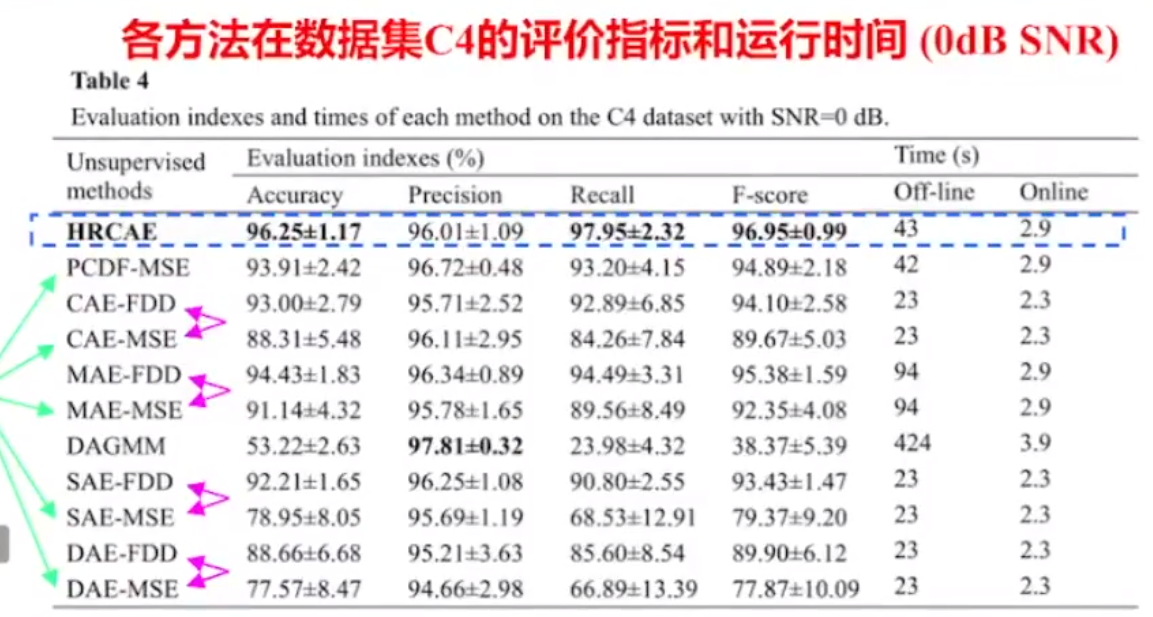 各方法在数据集C4的评价指标和运行时间 (0dB SNR)
Table 4
Evaluation indexes and times of each method on the C4 dataset with SNR=0 dB.
Unsupervised methods Evaluation indexes (%) Time (s)
Accuracy Precision Recall F-score Off-line Online
HRCAE 96.25±1.17 96.01±1.09 97.95±2.32 96.95±0.99 43 2.9
PCDF-MSE 93.91±2.42 96.72±0.48 93.20±4.15 94.89±2.18 42 2.9
CAE-FDD 93.00±2.79 95.71±2.52 92.89±6.85 94.10±2.58 23 2.3
CAE-MSE 88.31±5.48 96.11±2.95 84.26±7.84 89.67±5.03 23 2.3
MAE-FDD 94.43±1.83 96.34±0.89 94.49±3.31 95.38±1.59 94 2.9
MAE-MSE 91.14±4.32 95.78±1.65 89.56±8.49 92.35±4.08 94 2.9
DAGMM 53.22±2.63 97.81±0.32 23.98±4.32 38.37±5.39 424 3.9
SAE-FDD 92.21±1.65 96.25±1.08 90.80±2.55 93.43±1.47 23 2.3
SAE-MSE 78.95±8.05 95.69±1.19 68.53±12.91 79.37±9.20 23 2.3
DAE-FDD 88.66±6.68 95.21±3.63 85.60±8.54 89.90±6.12 23 2.3
DAE-MSE 77.57±8.47 94.66±2.98 66.89±13.39 77.87±10.09 23 2.3